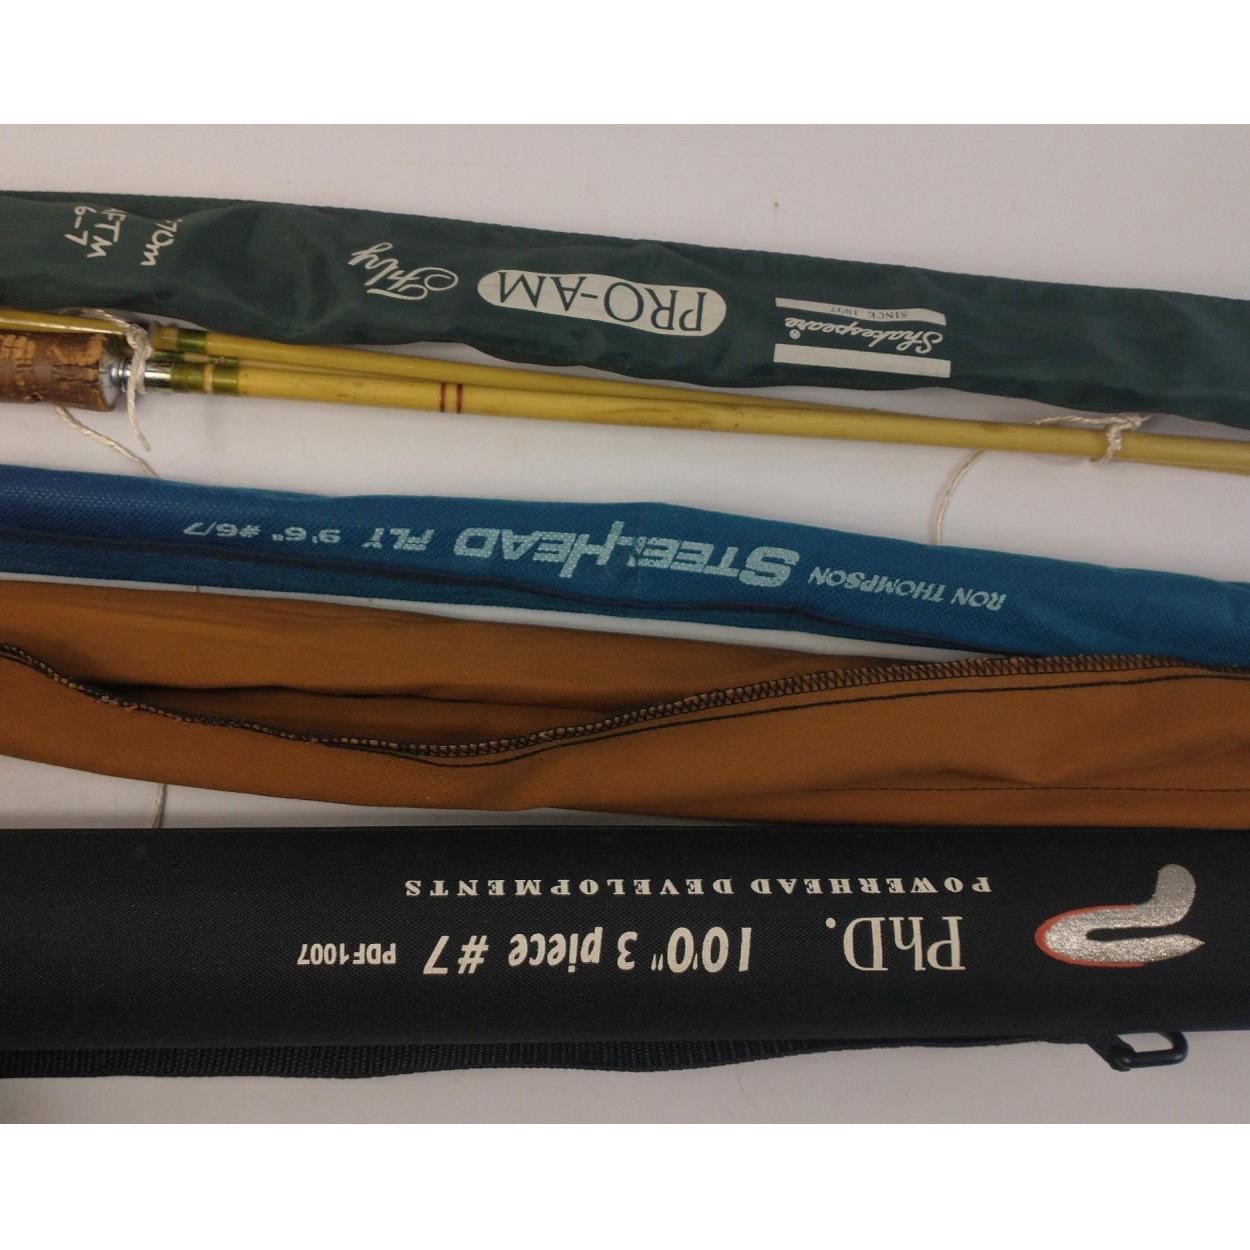 Shakespeare®
SINCE 1897
PRO-AM
Fly
AFTM
6-7
RON THOMPSON STEELHEAD FLY 9'6" #6/7
PhD. 10'0" 3 piece #7 PDF1007
POWERHEAD DEVELOPMENTS